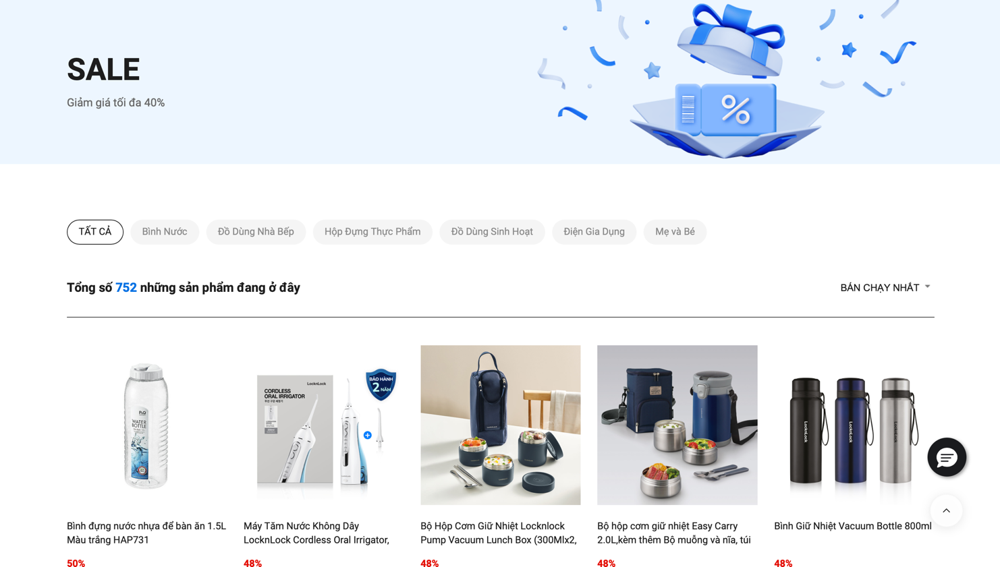 SALE
Giảm giá tối đa 40%
%
TẤT CẢ
Bình Nước
Đồ Dùng Nhà Bếp
Hộp Đựng Thực Phẩm
Đồ Dùng Sinh Hoạt
Điện Gia Dụng
Mẹ và Bé
Tổng số 752 những sản phẩm đang ở đây
BÁN CHẠY NHẤT
P&Q
WATER
BOTTLE
LocknLock
CORDLESS
ORAL IRRIGATOR
BẢO HÀNH
2 NĂM
LocknLock
LocknLock
LocknLock
Bình đựng nước nhựa để bàn ăn 1.5L
Màu trắng HAP731
50%
Máy Tăm Nước Không Dây
LocknLock Cordless Oral Irrigator,
48%
Bộ Hộp Cơm Giữ Nhiệt Locknlock
Pump Vacuum Lunch Box (300Mlx2,
48%
Bộ hộp cơm giữ nhiệt Easy Carry
2.0L,kèm thêm Bộ muỗng và nĩa, túi
48%
Bình Giữ Nhiệt Vacuum Bottle 800ml
48%